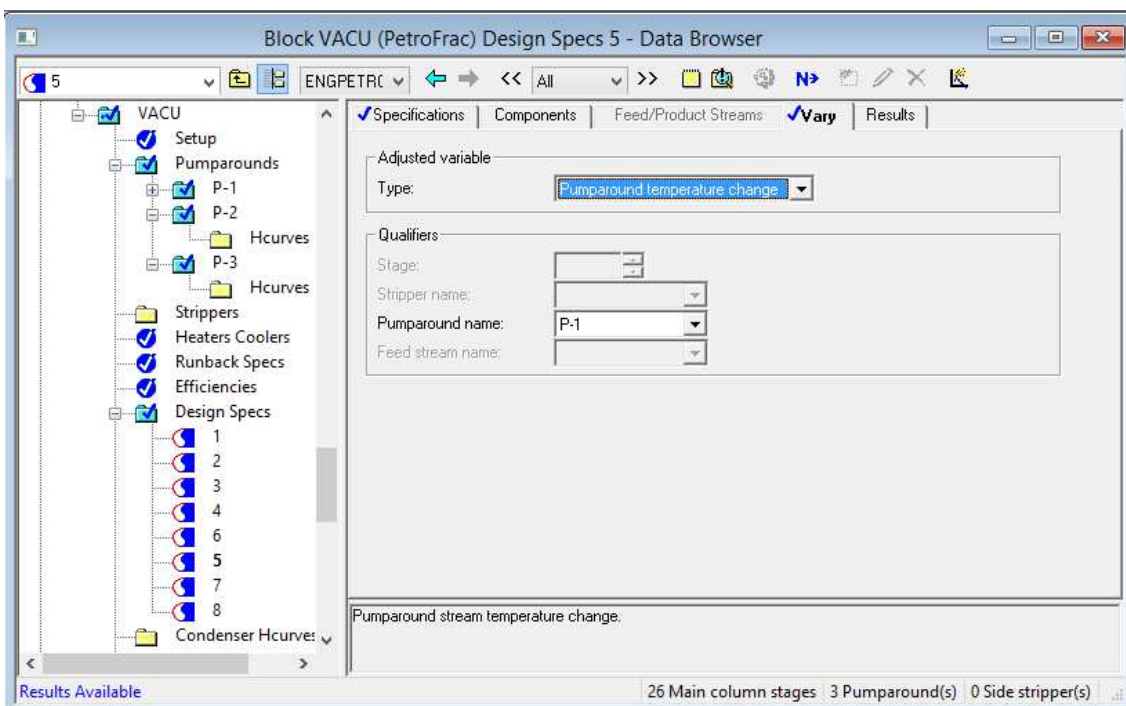 Block VACU (PetroFrac) Design Specs 5 - Data Browser
5
ENGPETRC
<< All >>
N>
VACU
Setup
Pumparounds
P-1
P-2
Hcurves
P-3
Hcurves
Strippers
Heaters Coolers
Runback Specs
Efficiencies
Design Specs
1
2
3
4
6
5
7
8
Condenser Hcurves
Specifications
Components
Feed/Product Streams
Vary
Results
Adjusted variable
Type: Pumparound temperature change
Qualifiers
Stage:
Stripper name:
Pumparound name: P-1
Feed stream name:
Pumparound stream temperature change.
Results Available
26 Main column stages 3 Pumparound(s) 0 Side stripper(s)